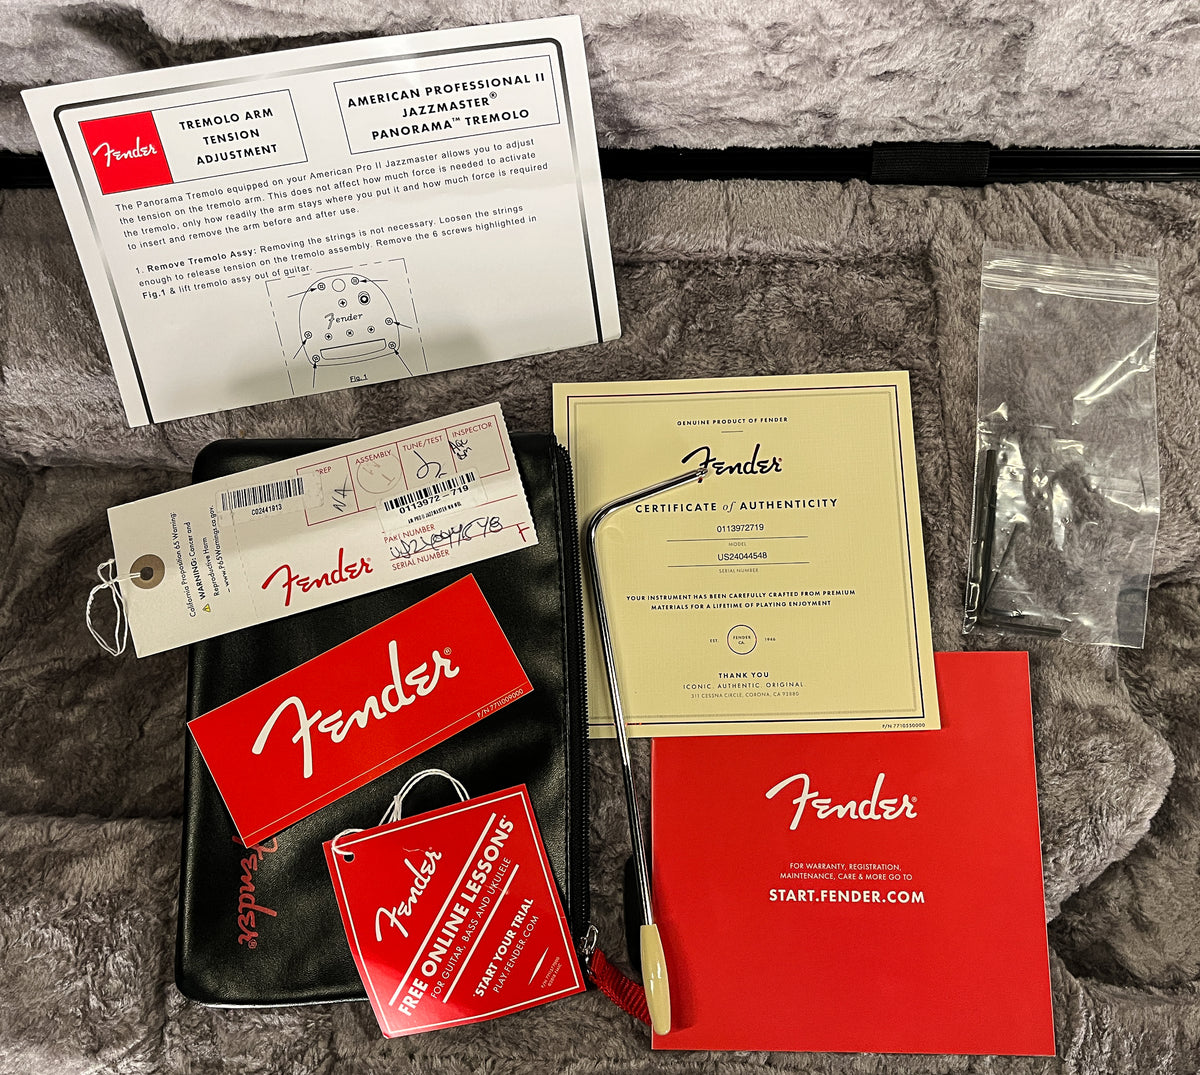 Fender
TREMOLO ARM
TENSION
ADJUSTMENT
AMERICAN PROFESSIONAL II
JAZZMASTER®
PANORAMA™ TREMOLO
The Panorama Tremolo equipped on your American Pro II Jazzmaster allows you to adjust
the tension on the tremolo arm. This does not affect how much force is needed to activate
the tremolo, only how readily the arm stays where you put it and how much force is required
to insert and remove the arm before and after use.
1. Remove Tremolo Assy: Removing the strings is not necessary. Loosen the strings
enough to release tension on the tremolo assembly. Remove the 6 screws highlighted in
Fig.1 & lift tremolo assy out of guitar.
Fender
Fig. 1
California Proposition 65 Warning:
⚠ WARNING: Cancer and
Reproductive Harm
– www.P65Warnings.ca.gov.
C02441913
PREP
ASSEMBLY
TUNE/TEST
INSPECTOR
NA
0113972-719
PART NUMBER
US24044548
SERIAL NUMBER
F
Fender
GENUINE PRODUCT OF FENDER
Fender®
CERTIFICATE of AUTHENTICITY
0113972719
MODEL
US24044548
SERIAL NUMBER
YOUR INSTRUMENT HAS BEEN CAREFULLY CRAFTED FROM PREMIUM
MATERIALS FOR A LIFETIME OF PLAYING ENJOYMENT
EST.
FENDER
CA.
1946
THANK YOU
ICONIC. AUTHENTIC. ORIGINAL.
311 CESSNA CIRCLE, CORONA, CA 92880
P/N 7710330000
Fender®
P/N 7711009000
Fender®
Fender®
FREE ONLINE LESSONS*
FOR GUITAR, BASS AND UKULELE
*START YOUR TRIAL
PLAY.FENDER.COM
Fender®
FOR WARRANTY, REGISTRATION,
MAINTENANCE, CARE & MORE GO TO
START.FENDER.COM